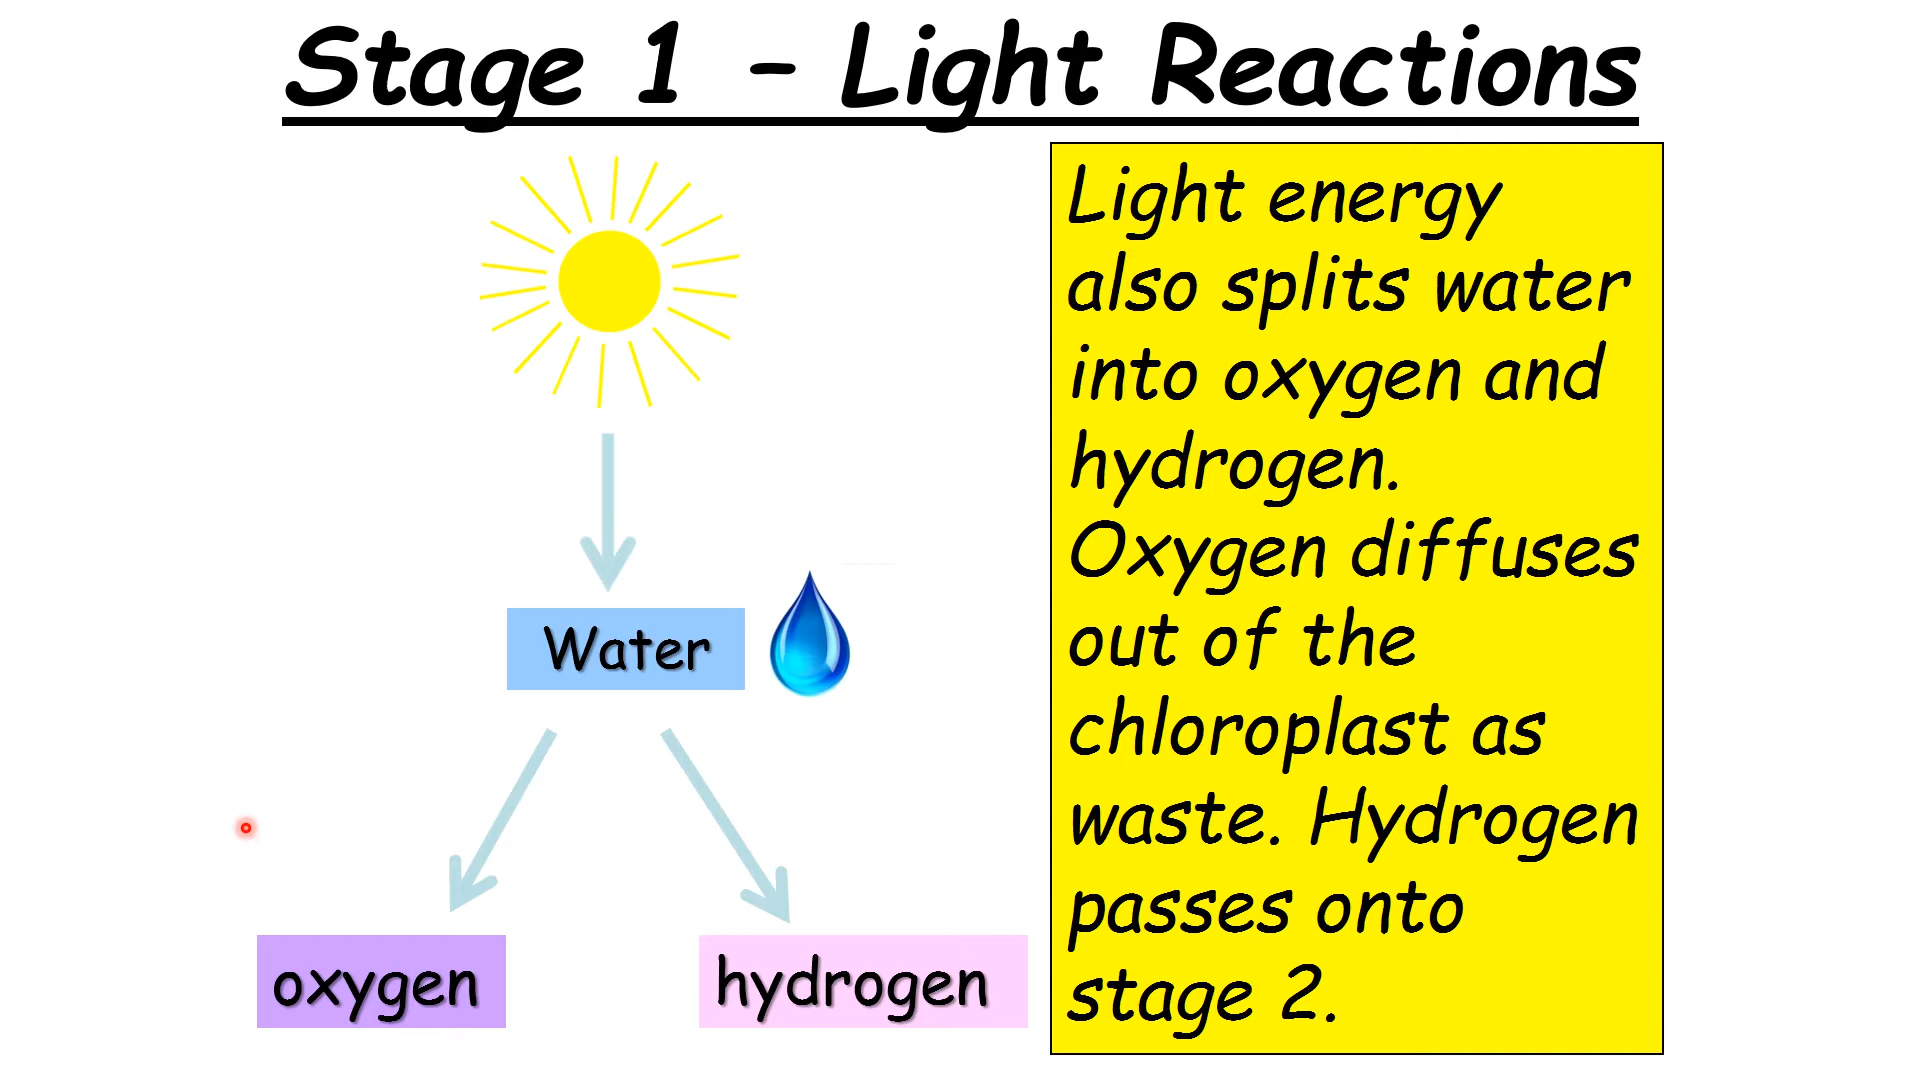 Stage 1 – Light Reactions
Light energy
also splits water
into oxygen and
hydrogen.
Oxygen diffuses
out of the
chloroplast as
waste. Hydrogen
passes onto
stage 2.
Water
oxygen
hydrogen